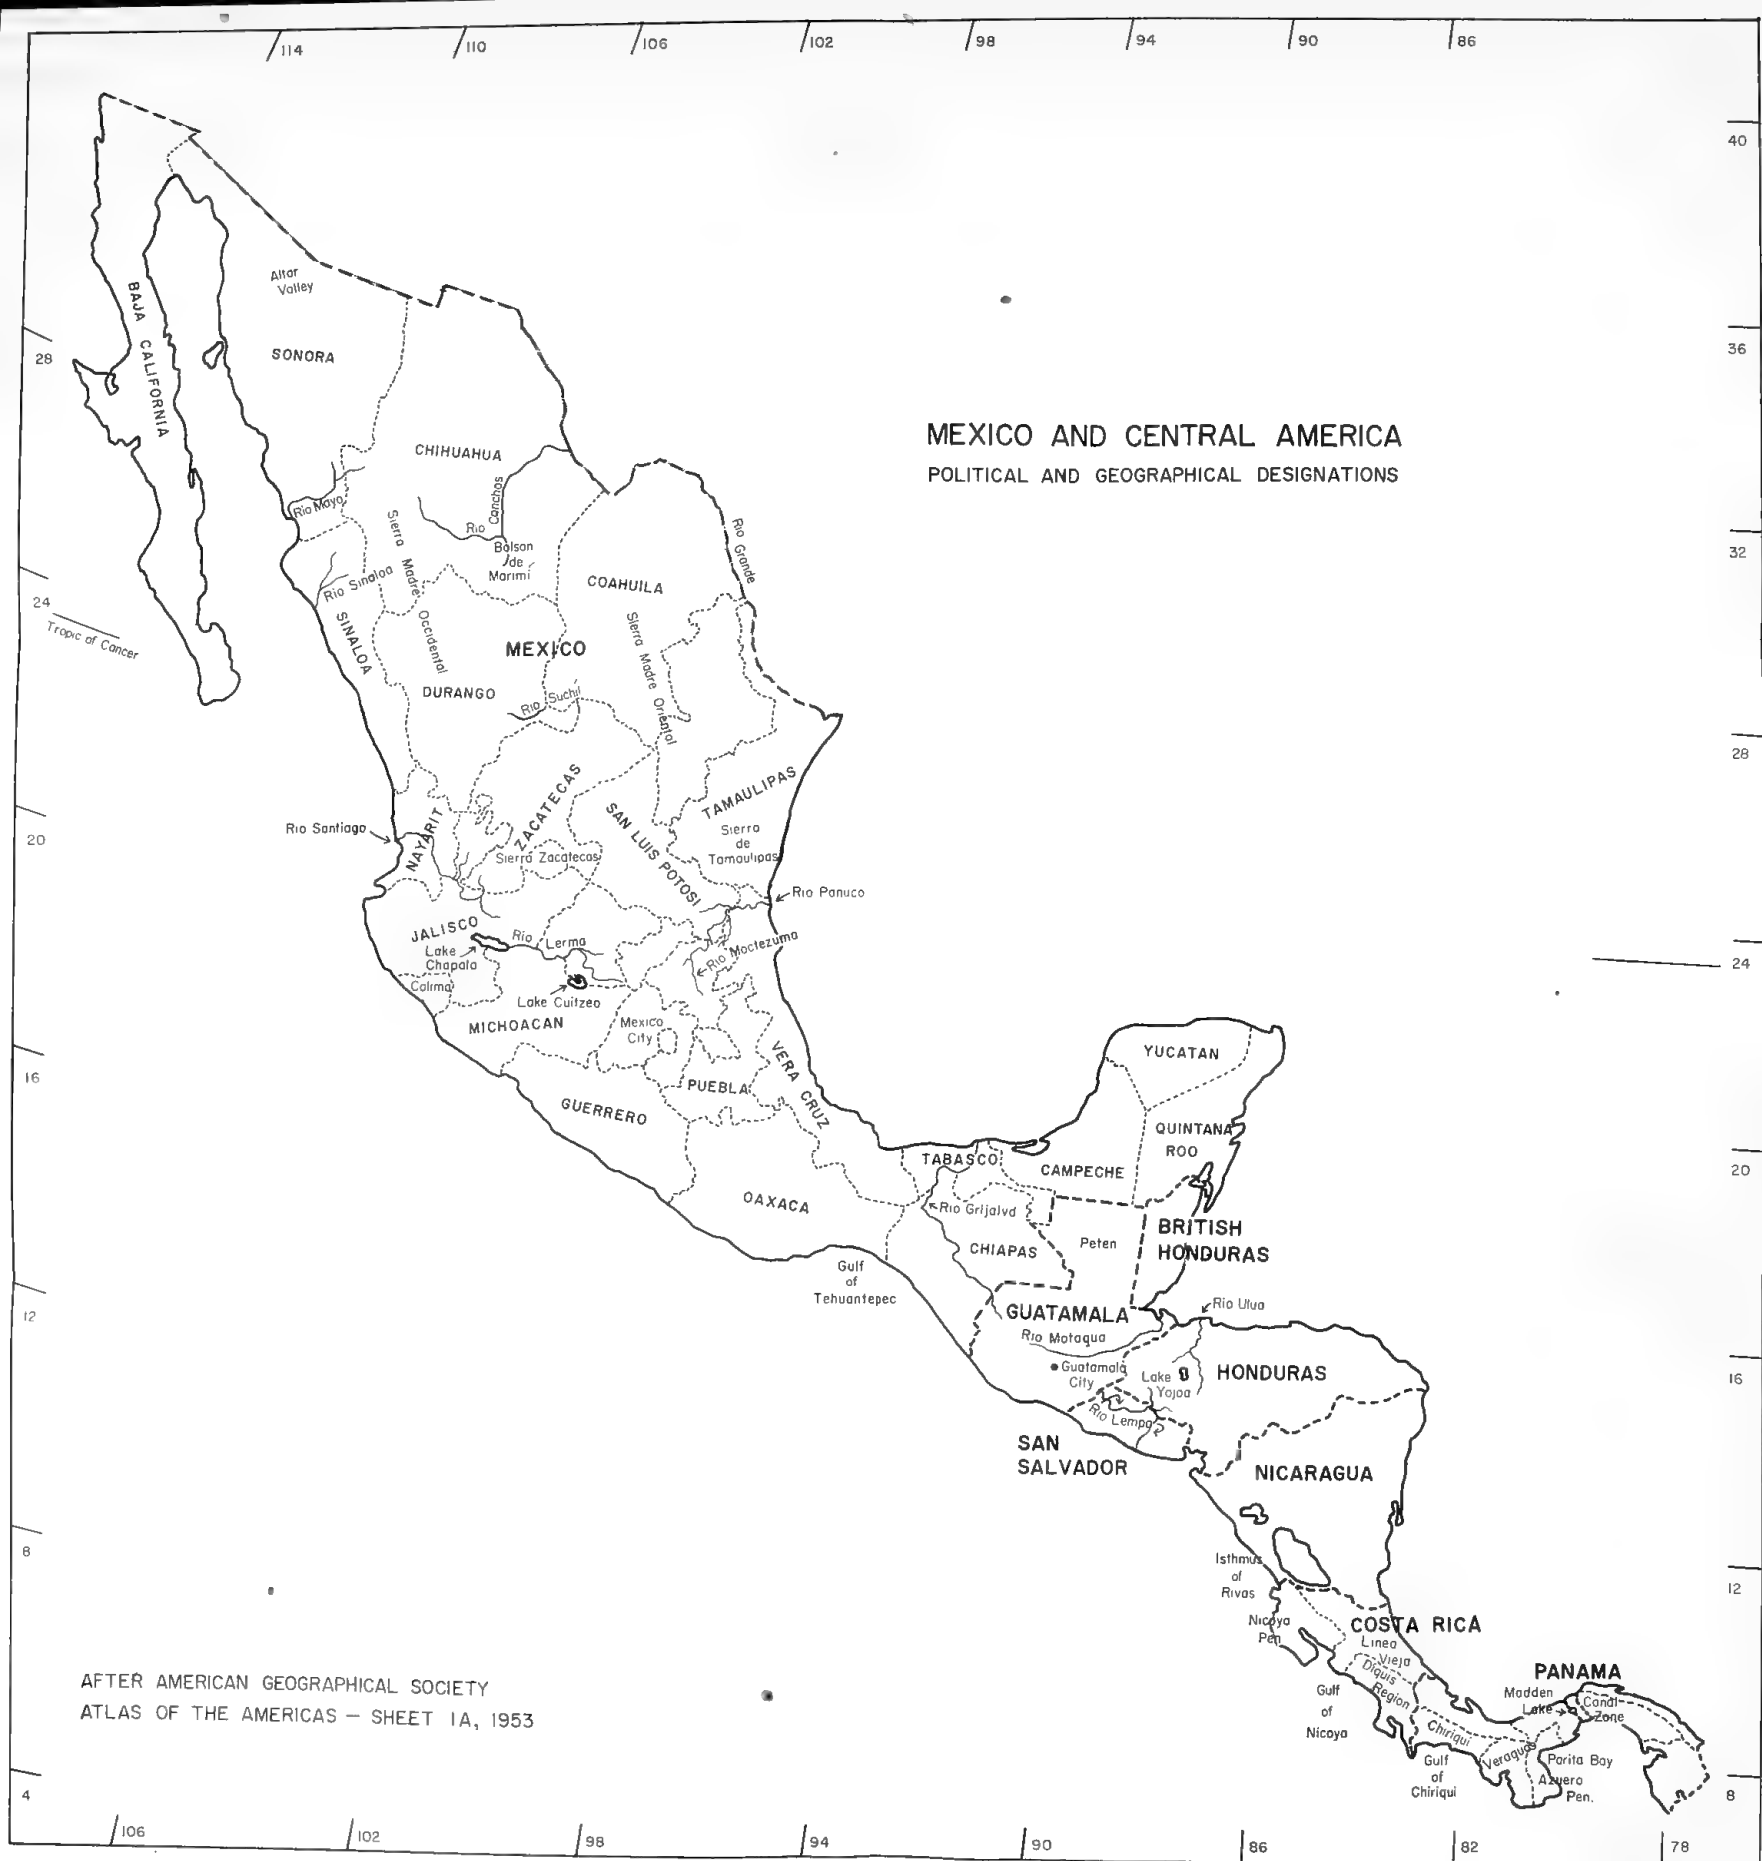 114
110
106
102
98
94
90
86
40
36
32
28
24
20
16
12
8
28
24
Tropic of Cancer
20
16
12
8
4
106
102
98
94
90
86
82
78
MEXICO AND CENTRAL AMERICA
POLITICAL AND GEOGRAPHICAL DESIGNATIONS
Altar
Valley
BAJA CALIFORNIA
SONORA
CHIHUAHUA
Rio Mayo
Rio Conchos
Bolson
de
Marimi
Sierra Madre Occidental
Rio Sinaloa
SINALOA
COAHUILA
Rio Grande
MEXICO
Sierra Madre Oriental
DURANGO
Rio Suchil
ZACATECAS
TAMAULIPAS
SAN LUIS POTOSI
Sierra
de
Tamaulipas
Rio Santiago
NAYARIT
Sierra Zacatecas
Rio Panuco
JALISCO
Lake
Chapala
Rio Lerma
Rio Moctezuma
Calima
Lake Cuitzeo
MICHOACAN
Mexico
City
VERA CRUZ
PUEBLA
GUERRERO
OAXACA
YUCATAN
QUINTANA
ROO
TABASCO
CAMPECHE
Rio Grijalvd
CHIAPAS
Peten
BRITISH
HONDURAS
Gulf
of
Tehuantepec
GUATAMALA
Rio Ulua
Rio Motaqua
Guatamala
City
Lake
Yojoa
HONDURAS
Rio Lempa
SAN
SALVADOR
NICARAGUA
Isthmus
of
Rivas
Nicoya
Pen
COSTA RICA
Linea
Vieja
Diquis
Region
PANAMA
Madden
Lake
Canal
Zone
Gulf
of
Nicoya
Chiriqui
Veraguas
Parita Bay
Azuero
Pen.
Gulf
of
Chiriqui
AFTER AMERICAN GEOGRAPHICAL SOCIETY
ATLAS OF THE AMERICAS — SHEET 1A, 1953